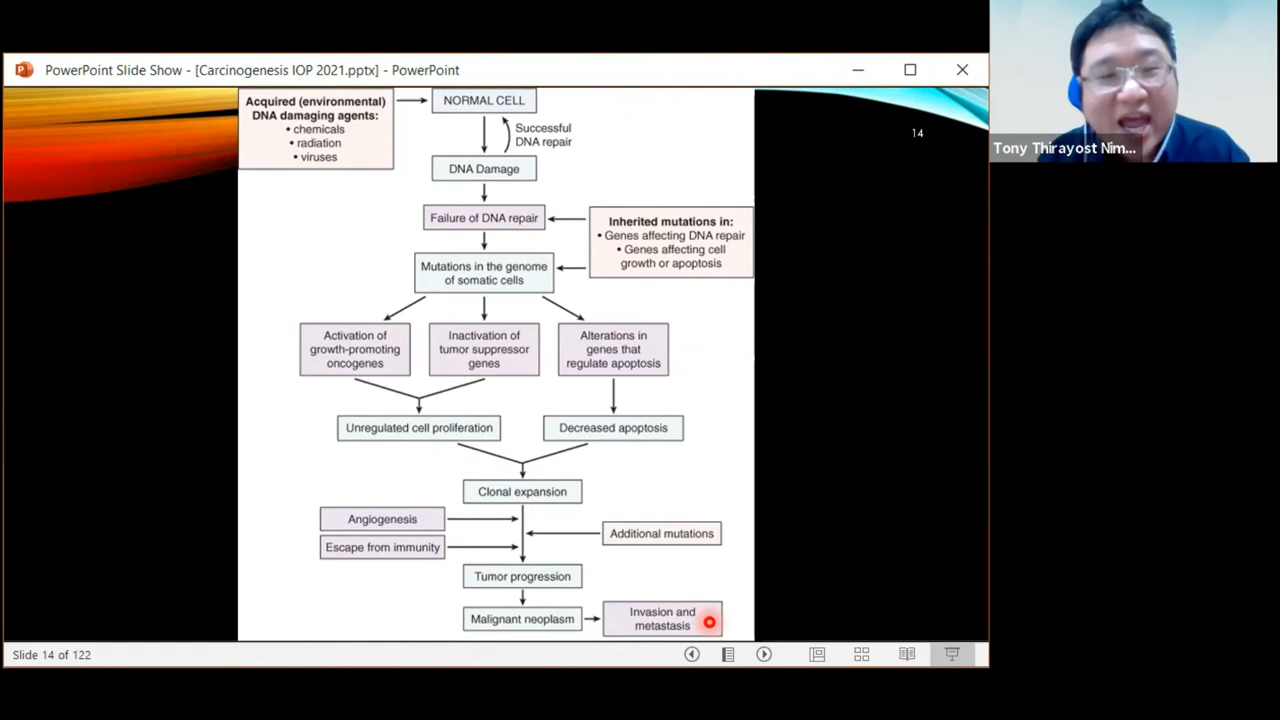 PowerPoint Slide Show - [Carcinogenesis IOP 2021.pptx] - PowerPoint
Tony Thirayost Nim...
14
Acquired (environmental)
DNA damaging agents:
• chemicals
• radiation
• viruses
NORMAL CELL
Successful
DNA repair
DNA Damage
Failure of DNA repair
Inherited mutations in:
• Genes affecting DNA repair
• Genes affecting cell
growth or apoptosis
Mutations in the genome
of somatic cells
Activation of
growth-promoting
oncogenes
Inactivation of
tumor suppressor
genes
Alterations in
genes that
regulate apoptosis
Unregulated cell proliferation
Decreased apoptosis
Clonal expansion
Angiogenesis
Escape from immunity
Additional mutations
Tumor progression
Malignant neoplasm
Invasion and
metastasis
Slide 14 of 122